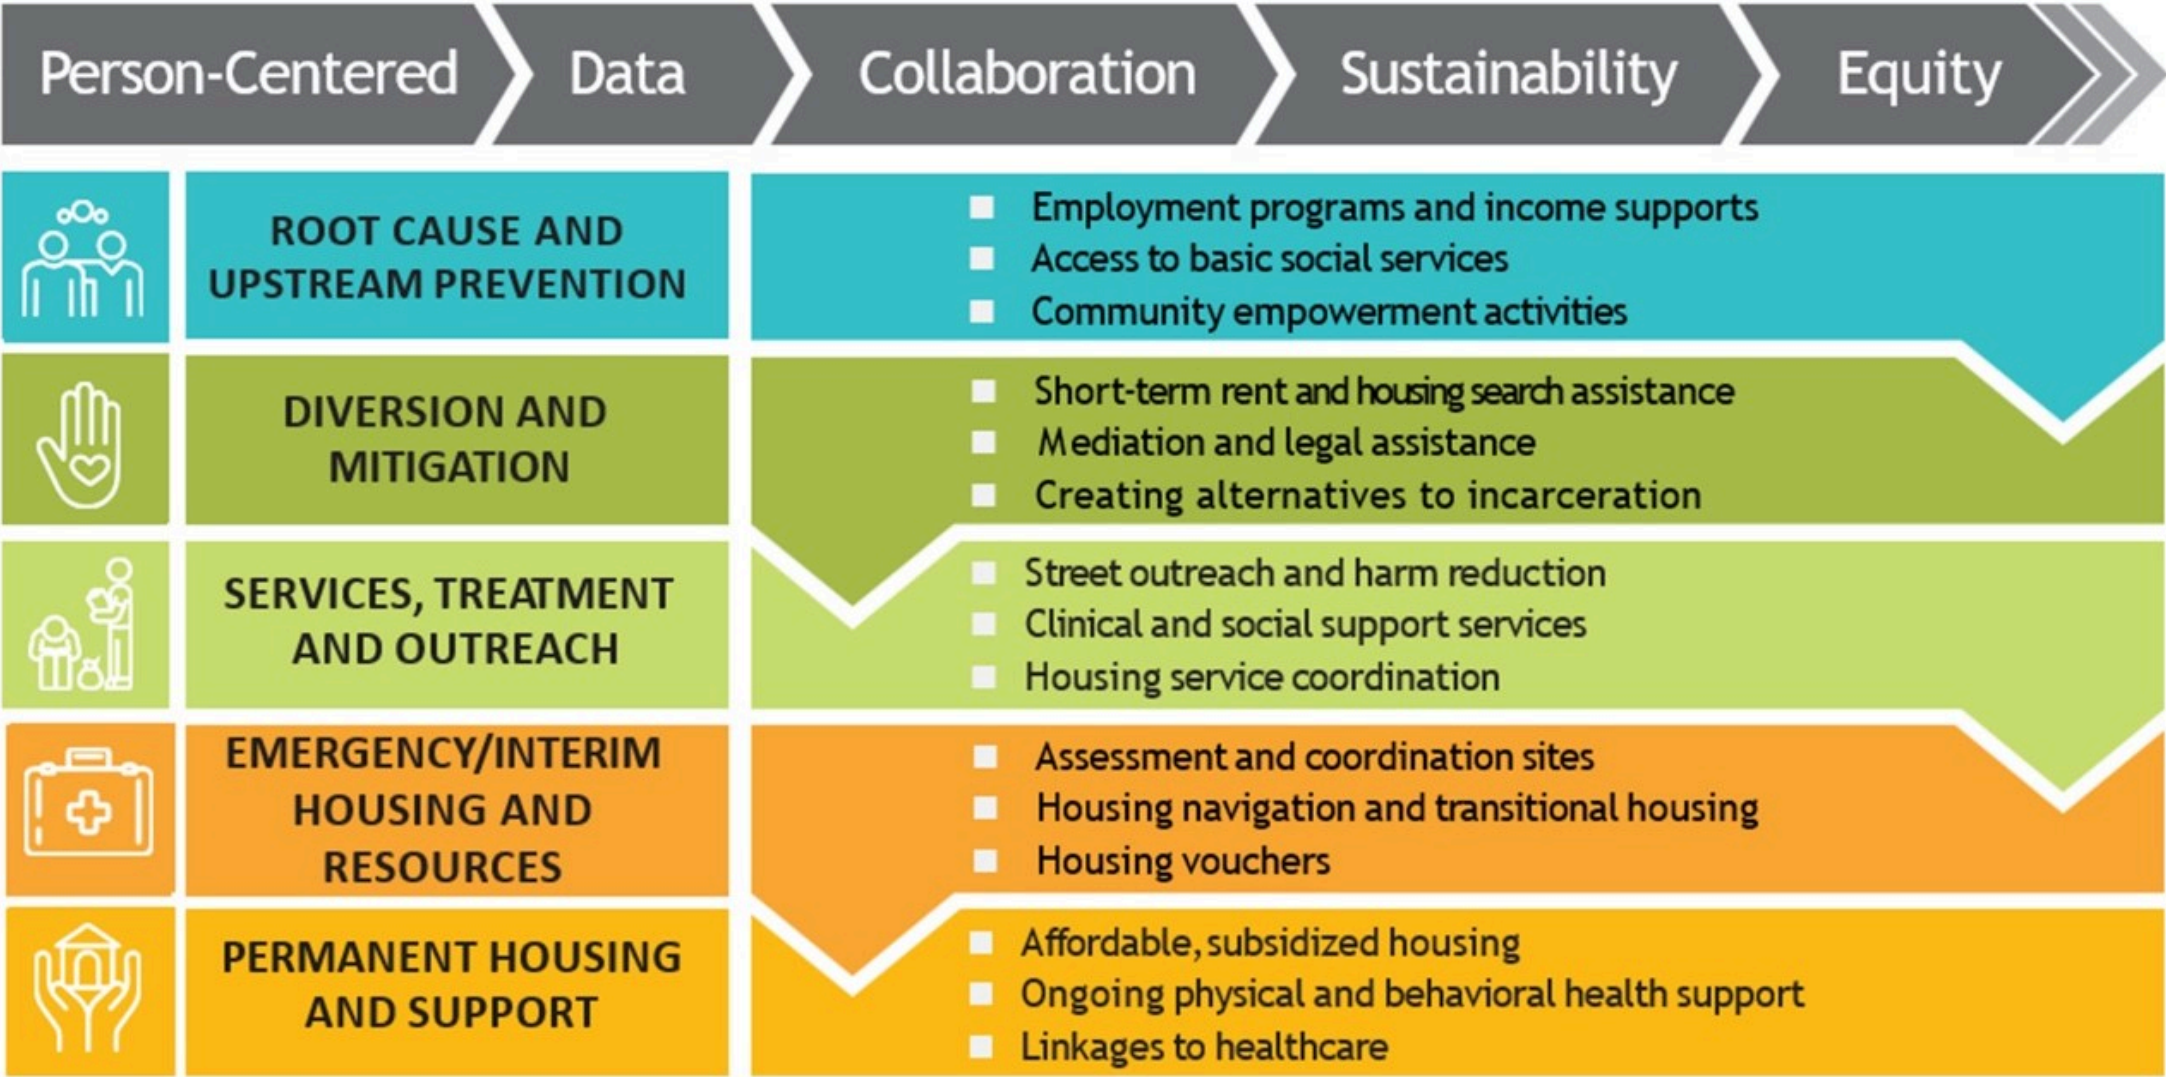 Person-Centered Data Collaboration Sustainability Equity
ROOT CAUSE AND
UPSTREAM PREVENTION
Employment programs and income supports
Access to basic social services
Community empowerment activities
DIVERSION AND
MITIGATION
Short-term rent and housing search assistance
Mediation and legal assistance
Creating alternatives to incarceration
SERVICES, TREATMENT
AND OUTREACH
Street outreach and harm reduction
Clinical and social support services
Housing service coordination
EMERGENCY/INTERIM
HOUSING AND
RESOURCES
Assessment and coordination sites
Housing navigation and transitional housing
Housing vouchers
PERMANENT HOUSING
AND SUPPORT
Affordable, subsidized housing
Ongoing physical and behavioral health support
Linkages to healthcare